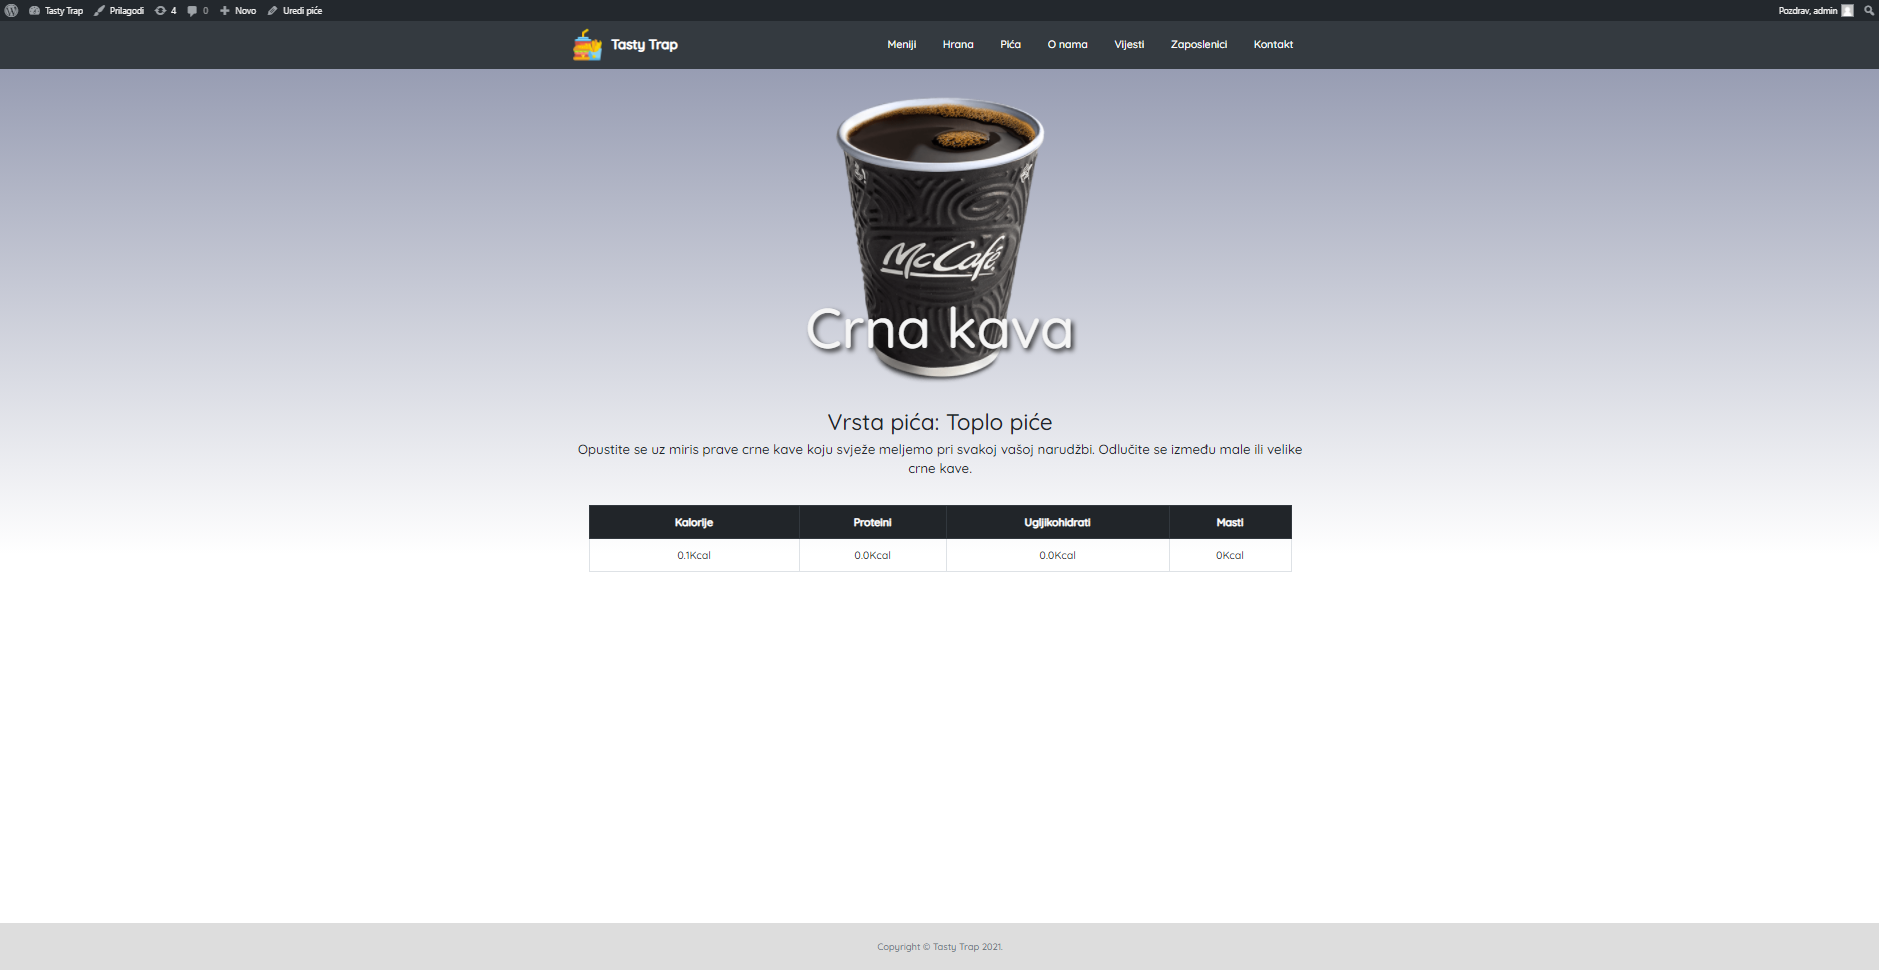 Tasty Trap Prilagodi 4 0 Novo Uredi piće Pozdrav, admin
Tasty Trap Meniji Hrana Pića O nama Vijesti Zaposlenici Kontakt
McCafé
Crna kava
Vrsta pića: Toplo piće
Opustite se uz miris prave crne kave koju svježe meljemo pri svakoj vašoj narudžbi. Odlučite se između male ili velike
crne kave.
Kalorije Proteini Ugljikohidrati Masti
0.1Kcal 0.0Kcal 0.0Kcal 0Kcal
Copyright © Tasty Trap 2021.